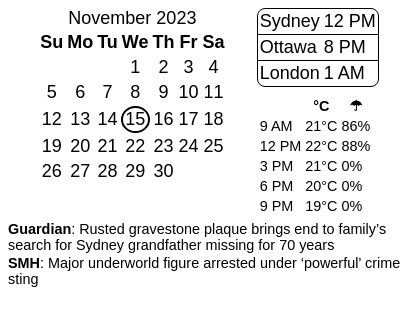 November 2023
Su Mo Tu We Th Fr Sa
1 2 3 4
5 6 7 8 9 10 11
12 13 14 15 16 17 18
19 20 21 22 23 24 25
26 27 28 29 30
Sydney 12 PM
Ottawa 8 PM
London 1 AM
°C ☂
9 AM 21°C 86%
12 PM 22°C 88%
3 PM 21°C 0%
6 PM 20°C 0%
9 PM 19°C 0%
Guardian: Rusted gravestone plaque brings end to family’s
search for Sydney grandfather missing for 70 years
SMH: Major underworld figure arrested under ‘powerful’ crime
sting